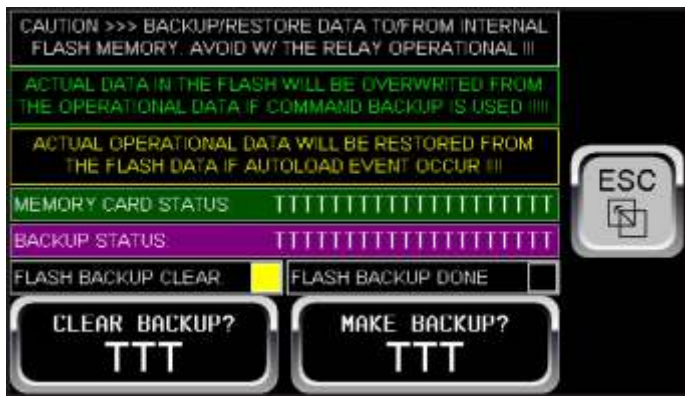 CAUTION >>> BACKUP/RESTORE DATA TO/FROM INTERNAL
FLASH MEMORY. AVOID W/ THE RELAY OPERATIONAL !!!
ACTUAL DATA IN THE FLASH WILL BE OVERWRITED FROM
THE OPERATIONAL DATA IF COMMAND BACKUP IS USED !!!!!
ACTUAL OPERATIONAL DATA WILL BE RESTORED FROM
THE FLASH DATA IF AUTOLOAD EVENT OCCUR !!!
ESC
MEMORY CARD STATUS: TTTTTTTTTTTTTTTTTTTT
BACKUP STATUS: TTTTTTTTTTTTTTTTTTTT
FLASH BACKUP CLEAR FLASH BACKUP DONE
CLEAR BACKUP? MAKE BACKUP?
TTT TTT